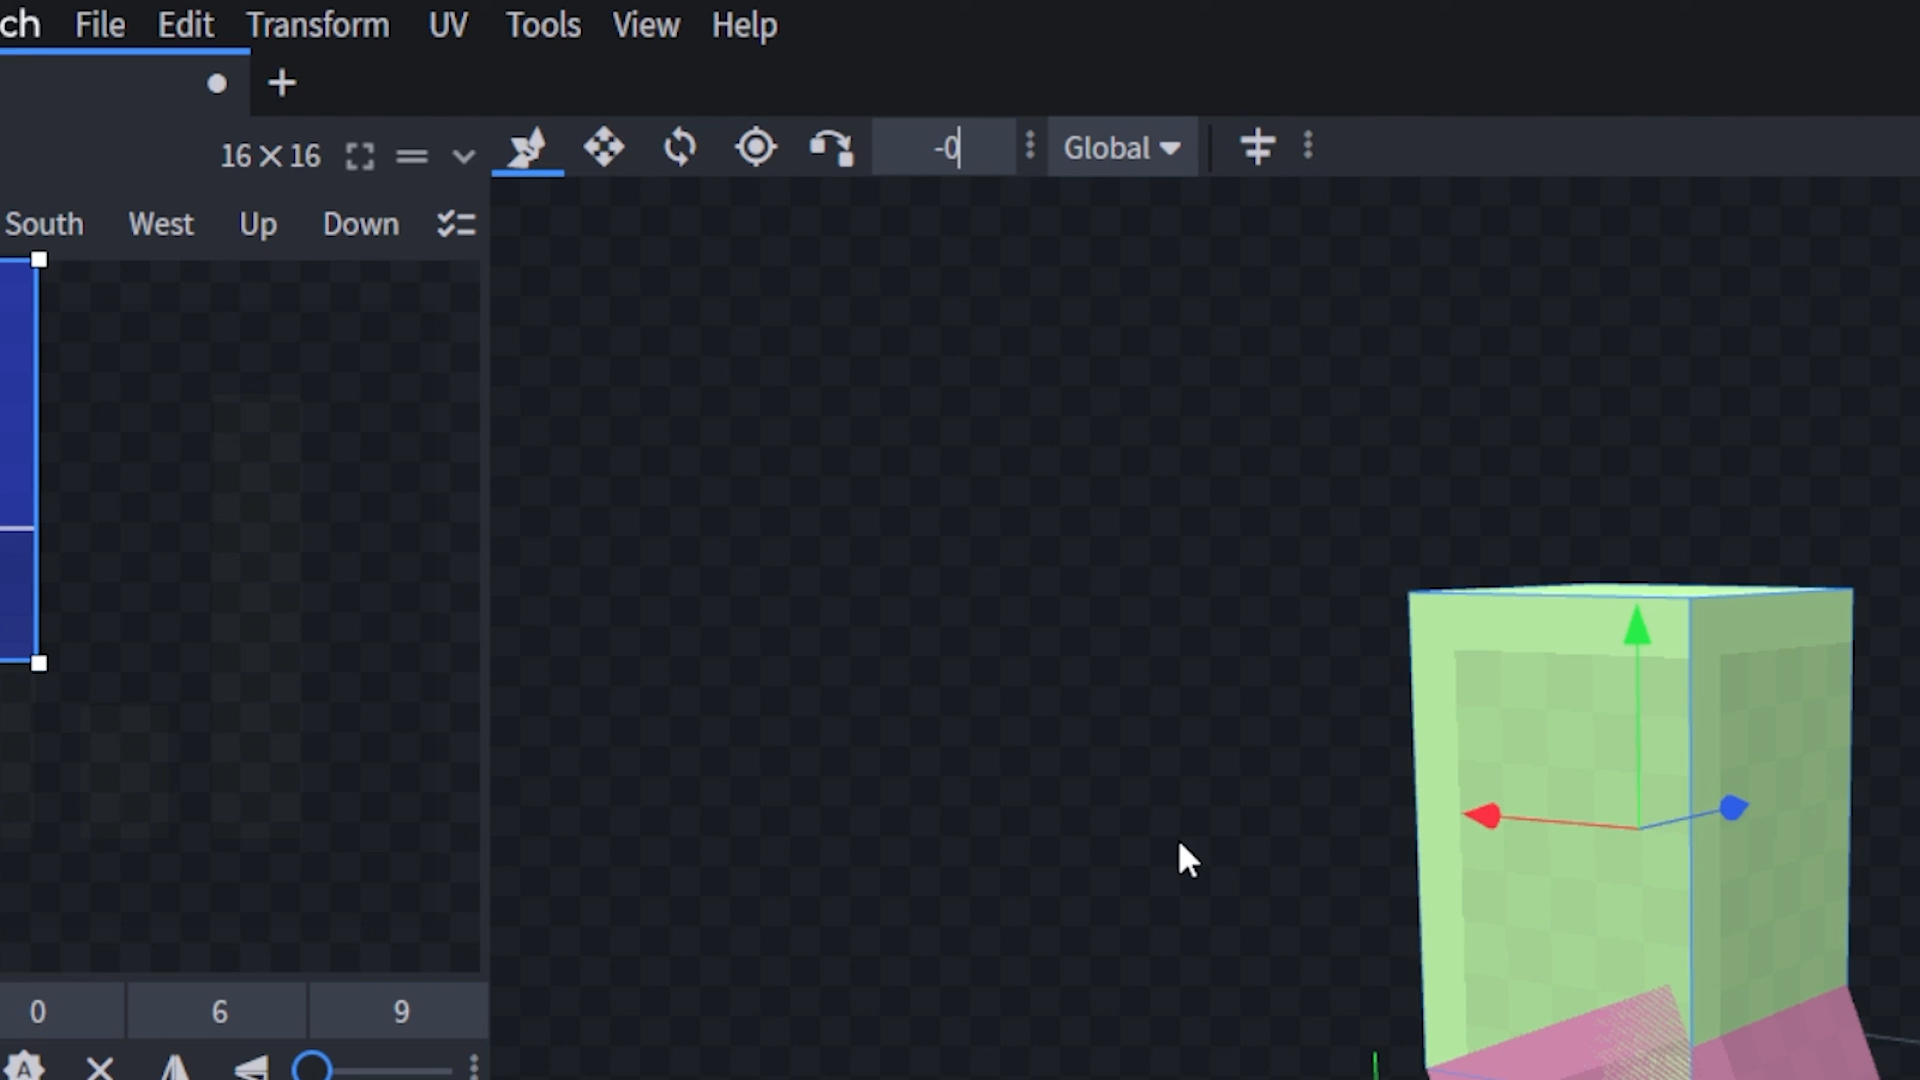 ch File Edit Transform UV Tools View Help
16×16
-0
Global
South West Up Down
0 6 9
A